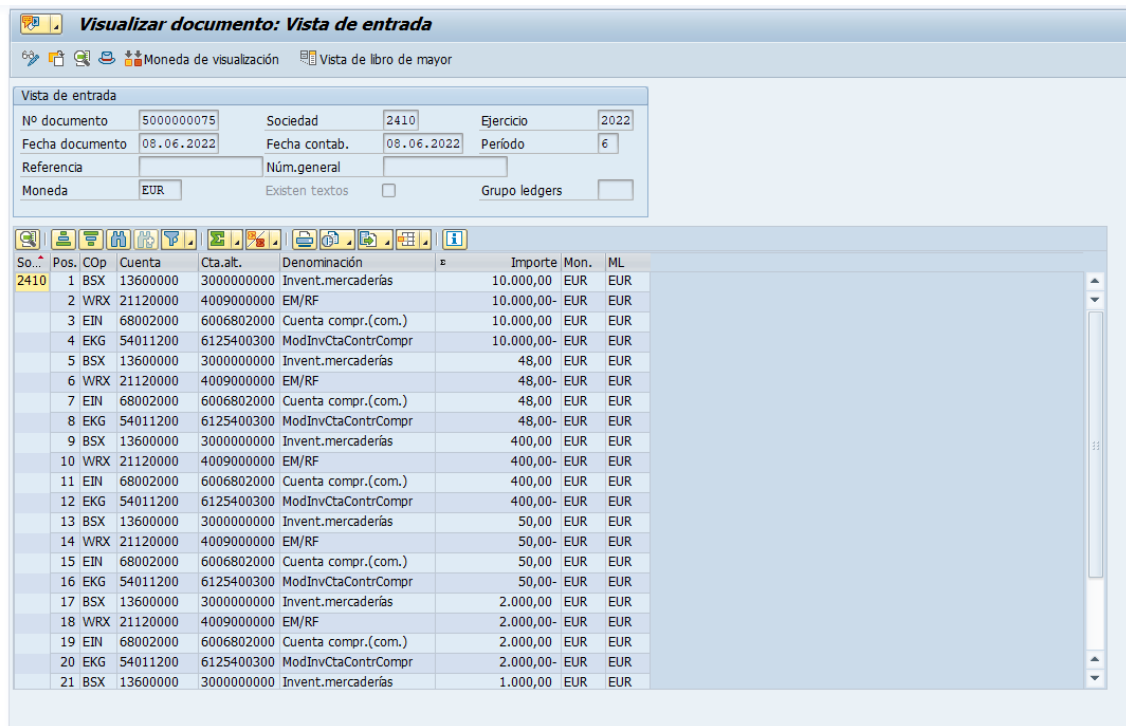 Visualizar documento: Vista de entrada
Moneda de visualización Vista de libro de mayor
Vista de entrada
Nº documento 5000000075 Sociedad 2410 Ejercicio 2022
Fecha documento 08.06.2022 Fecha contab. 08.06.2022 Período 6
Referencia Núm.general
Moneda EUR Existen textos Grupo ledgers
So... Pos. COp Cuenta Cta.alt. Denominación Σ Importe Mon. ML
2410 1 BSX 13600000 3000000000 Invent.mercaderías 10.000,00 EUR EUR
2 WRX 21120000 4009000000 EM/RF 10.000,00- EUR EUR
3 EIN 68002000 6006802000 Cuenta compr.(com.) 10.000,00 EUR EUR
4 EKG 54011200 6125400300 ModInvCtaContrCompr 10.000,00- EUR EUR
5 BSX 13600000 3000000000 Invent.mercaderías 48,00 EUR EUR
6 WRX 21120000 4009000000 EM/RF 48,00- EUR EUR
7 EIN 68002000 6006802000 Cuenta compr.(com.) 48,00 EUR EUR
8 EKG 54011200 6125400300 ModInvCtaContrCompr 48,00- EUR EUR
9 BSX 13600000 3000000000 Invent.mercaderías 400,00 EUR EUR
10 WRX 21120000 4009000000 EM/RF 400,00- EUR EUR
11 EIN 68002000 6006802000 Cuenta compr.(com.) 400,00 EUR EUR
12 EKG 54011200 6125400300 ModInvCtaContrCompr 400,00- EUR EUR
13 BSX 13600000 3000000000 Invent.mercaderías 50,00 EUR EUR
14 WRX 21120000 4009000000 EM/RF 50,00- EUR EUR
15 EIN 68002000 6006802000 Cuenta compr.(com.) 50,00 EUR EUR
16 EKG 54011200 6125400300 ModInvCtaContrCompr 50,00- EUR EUR
17 BSX 13600000 3000000000 Invent.mercaderías 2.000,00 EUR EUR
18 WRX 21120000 4009000000 EM/RF 2.000,00- EUR EUR
19 EIN 68002000 6006802000 Cuenta compr.(com.) 2.000,00 EUR EUR
20 EKG 54011200 6125400300 ModInvCtaContrCompr 2.000,00- EUR EUR
21 BSX 13600000 3000000000 Invent.mercaderías 1.000,00 EUR EUR